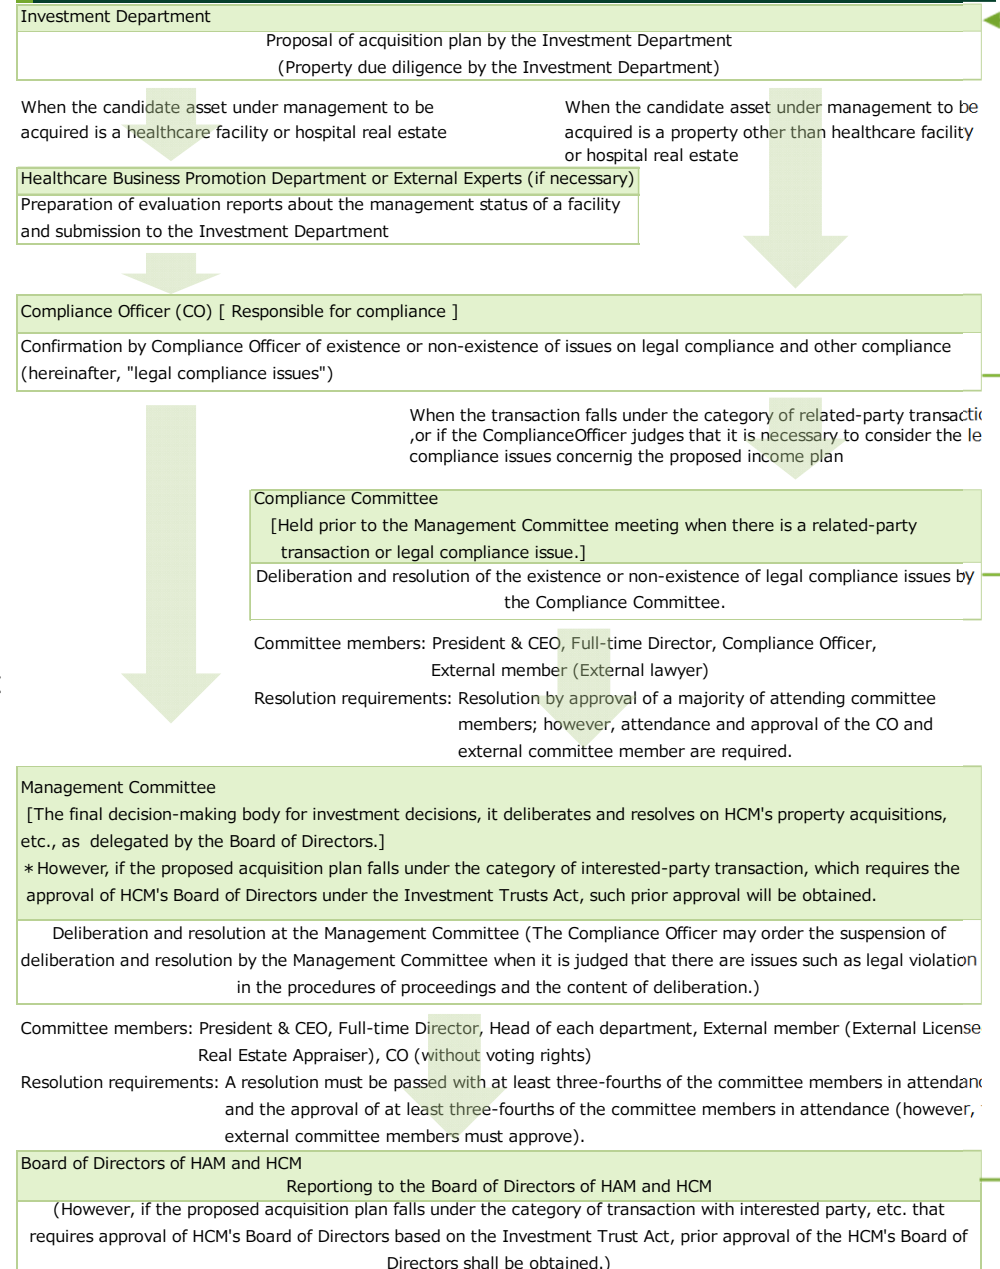 Investment Department
Proposal of acquisition plan by the Investment Department
(Property due diligence by the Investment Department)
When the candidate asset under management to be
acquired is a healthcare facility or hospital real estate
When the candidate asset under management to be
acquired is a property other than healthcare facility
or hospital real estate
Healthcare Business Promotion Department or External Experts (if necessary)
Preparation of evaluation reports about the management status of a facility
and submission to the Investment Department
Compliance Officer (CO) [ Responsible for compliance ]
Confirmation by Compliance Officer of existence or non-existence of issues on legal compliance and other compliance
(hereinafter, "legal compliance issues")
When the transaction falls under the category of related-party
,or if the ComplianceOfficer judges that it is necessary to consider the
compliance issues concernig the proposed income plan
Compliance Committee
[Held prior to the Management Committee meeting when there is a related-party
transaction or legal compliance issue.]
Deliberation and resolution of the existence or non-existence of legal compliance issues by
the Compliance Committee.
Committee members: President & CEO, Full-time Director, Compliance Officer,
External member (External lawyer)
Resolution requirements: Resolution by approval of a majority of attending committee
members; however, attendance and approval of the CO and
external committee member are required.
Management Committee
[The final decision-making body for investment decisions, it deliberates and resolves on HCM's property acquisitions,
etc., as delegated by the Board of Directors.]
*However, if the proposed acquisition plan falls under the category of interested-party transaction, which requires the
approval of HCM's Board of Directors under the Investment Trusts Act, such prior approval will be obtained.
Deliberation and resolution at the Management Committee (The Compliance Officer may order the suspension of
deliberation and resolution by the Management Committee when it is judged that there are issues such as legal violation
in the procedures of proceedings and the content of deliberation.)
Committee members: President & CEO, Full-time Director, Head of each department, External member (External License
Real Estate Appraiser), CO (without voting rights)
Resolution requirements: A resolution must be passed with at least three-fourths of the committee members in
and the approval of at least three-fourths of the committee members in attendance (however,
external committee members must approve).
Board of Directors of HAM and HCM
Reportiong to the Board of Directors of HAM and HCM
(However, if the proposed acquisition plan falls under the category of transaction with interested party, etc. that
requires approval of HCM's Board of Directors based on the Investment Trust Act, prior approval of the HCM's Board of
Directors shall be obtained.)